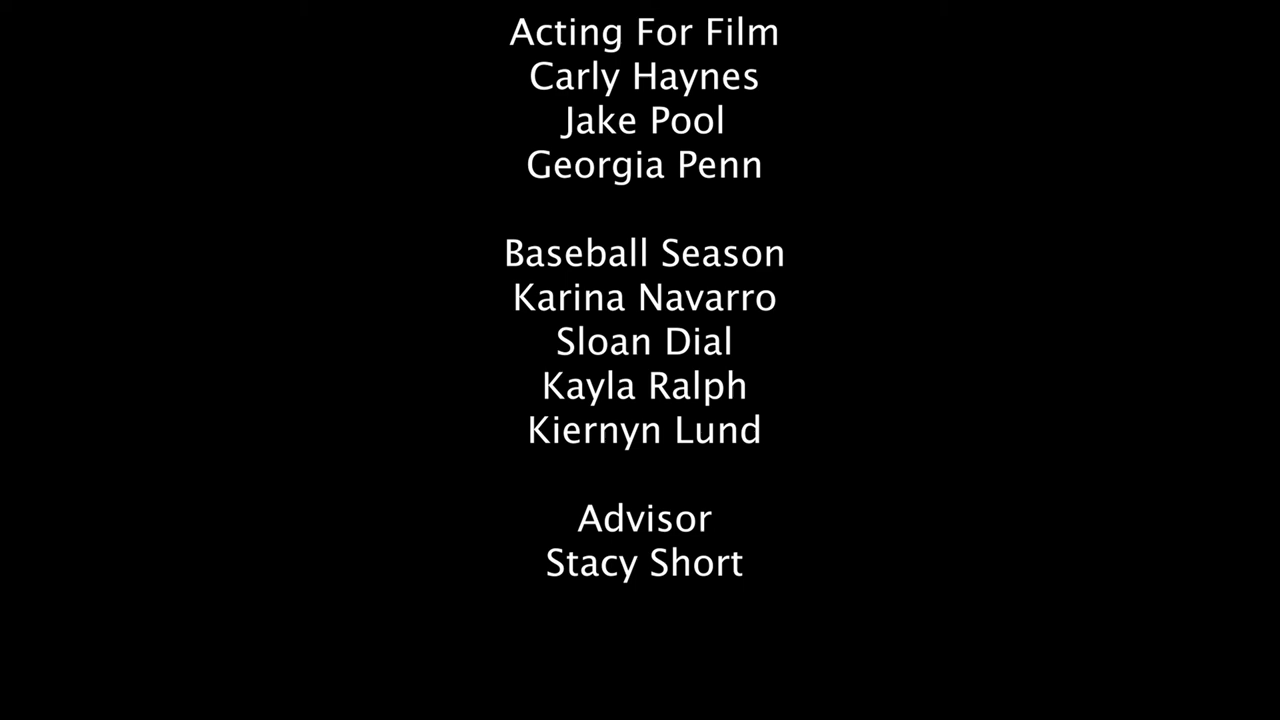 Acting For Film
Carly Haynes
Jake Pool
Georgia Penn
Baseball Season
Karina Navarro
Sloan Dial
Kayla Ralph
Kiernyn Lund
Advisor
Stacy Short